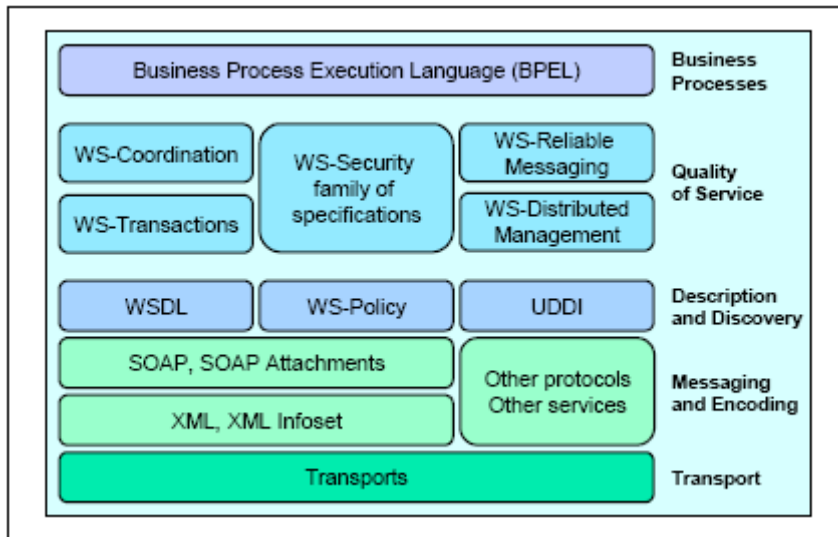 Business Process Execution Language (BPEL)
Business
Processes
WS-Coordination
WS-Transactions
WS-Security
family of
specifications
WS-Reliable
Messaging
WS-Distributed
Management
Quality
of Service
WSDL
WS-Policy
UDDI
Description
and Discovery
SOAP, SOAP Attachments
XML, XML Infoset
Other protocols
Other services
Messaging
and Encoding
Transports
Transport